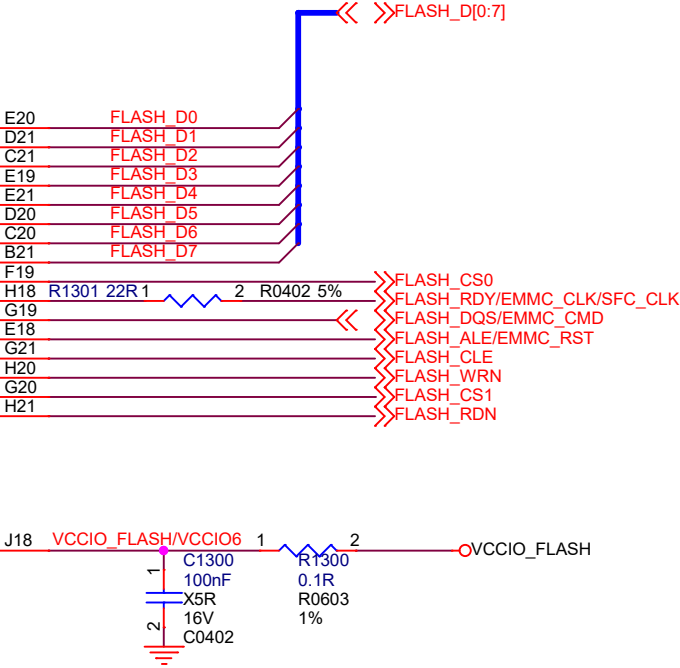 FLASH_D[0:7]
E20 FLASH_D0
D21 FLASH_D1
C21 FLASH_D2
E19 FLASH_D3
E21 FLASH_D4
D20 FLASH_D5
C20 FLASH_D6
B21 FLASH_D7
F19 FLASH_CS0
H18 R1301 22R 1 2 R0402 5% FLASH_RDY/EMMC_CLK/SFC_CLK
G19 FLASH_DQS/EMMC_CMD
E18 FLASH_ALE/EMMC_RST
G21 FLASH_CLE
H20 FLASH_WRN
G20 FLASH_CS1
H21 FLASH_RDN
J18 VCCIO_FLASH/VCCIO6 1 2 VCCIO_FLASH
1 C1300 R1300
100nF 0.1R
X5R R0603
2 16V 1%
C0402